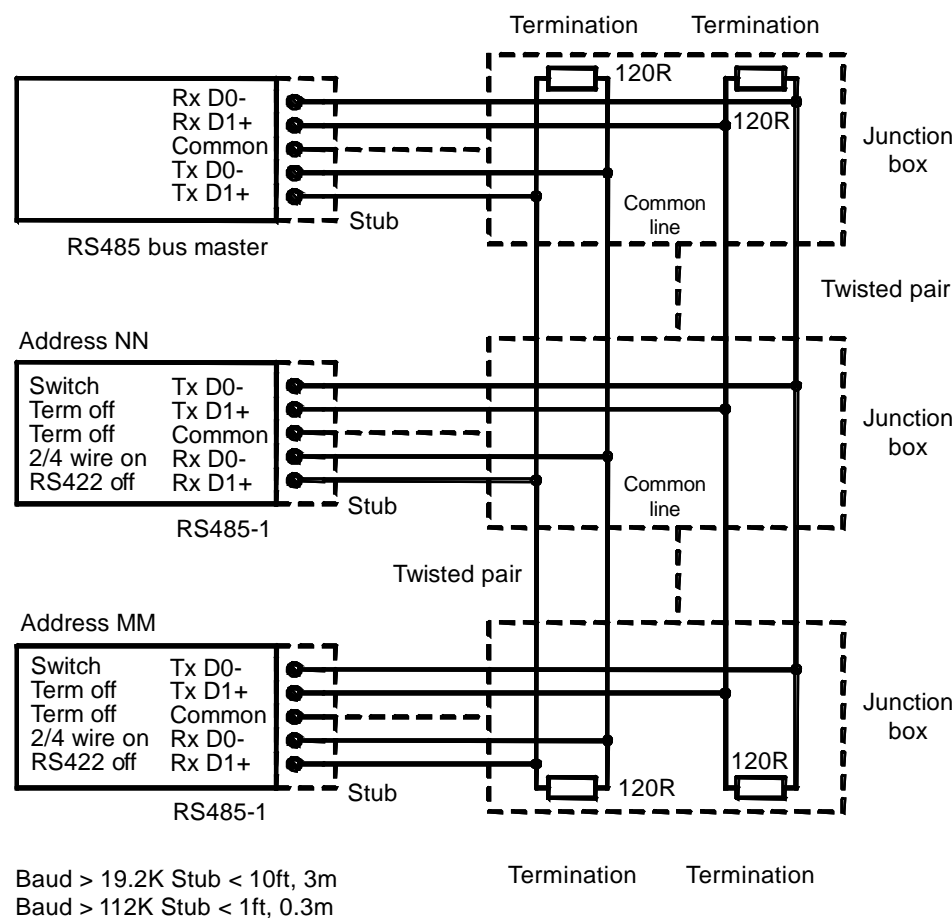 Termination
Termination
120R
120R
Rx D0-
Rx D1+
Common
Tx D0-
Tx D1+
Junction
box
Common
line
Stub
RS485 bus master
Twisted pair
Address NN
Switch Tx D0-
Term off Tx D1+
Term off Common
2/4 wire on Rx D0-
RS422 off Rx D1+
Junction
box
Common
line
Stub
RS485-1
Twisted pair
Address MM
Switch Tx D0-
Term off Tx D1+
Term off Common
2/4 wire on Rx D0-
RS422 off Rx D1+
Junction
box
120R
120R
Stub
RS485-1
Termination
Termination
Baud > 19.2K Stub < 10ft, 3m
Baud > 112K Stub < 1ft, 0.3m